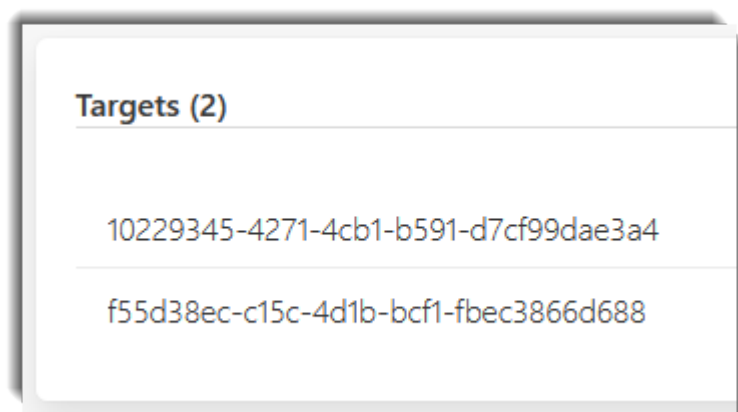 Targets (2)
10229345-4271-4cb1-b591-d7cf99dae3a4
f55d38ec-c15c-4d1b-bcf1-fbec3866d688